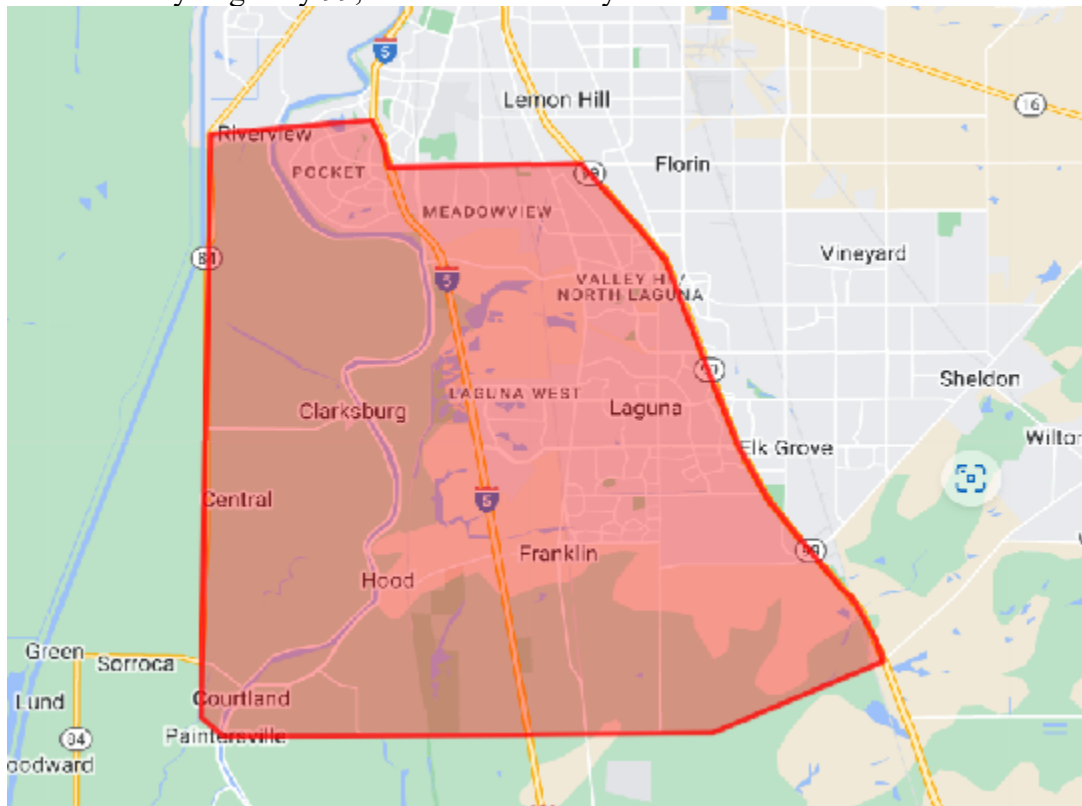 5
Lemon Hill
16
Riverview
99
Florin
POCKET
MEADOWVIEW
84
Vineyard
5
VALLEY HI /
NORTH LAGUNA
99
Sheldon
LAGUNA WEST
Clarksburg
Laguna
Elk Grove
Wilton
Central
5
99
Franklin
Hood
Green
Sorroca
Lund
Courtland
Paintersville
84
oodward